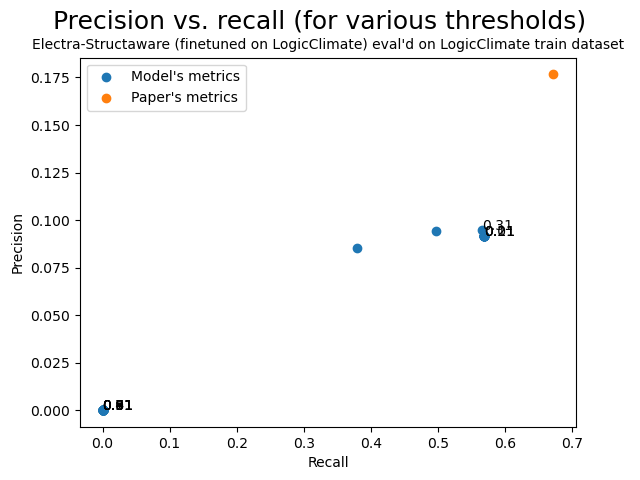 Precision vs. recall (for various thresholds)
Electra-Structaware (finetuned on LogicClimate) eval'd on LogicClimate train dataset
Model's metrics
Paper's metrics
0.175
0.150
0.125
0.100
0.075
0.050
0.025
0.000
Precision
0.31
0.0
0.1
0.2
0.3
0.4
0.5
0.6
0.7
Recall